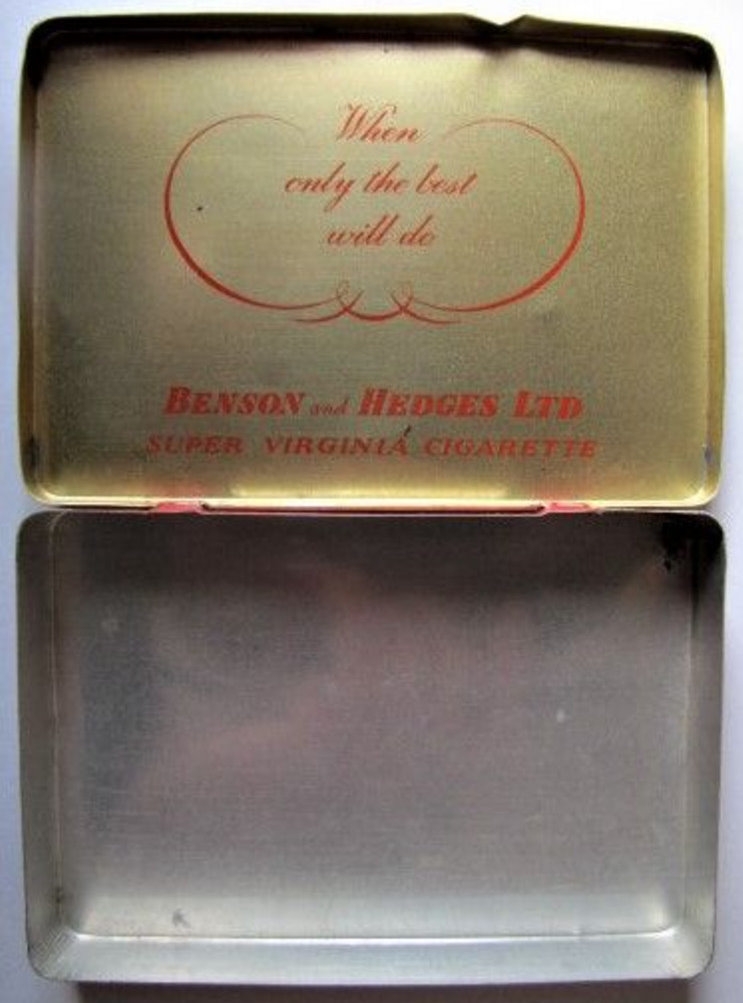 When
only the best
will do
BENSON and HEDGES LTD
SUPER VIRGINIA CIGARETTE